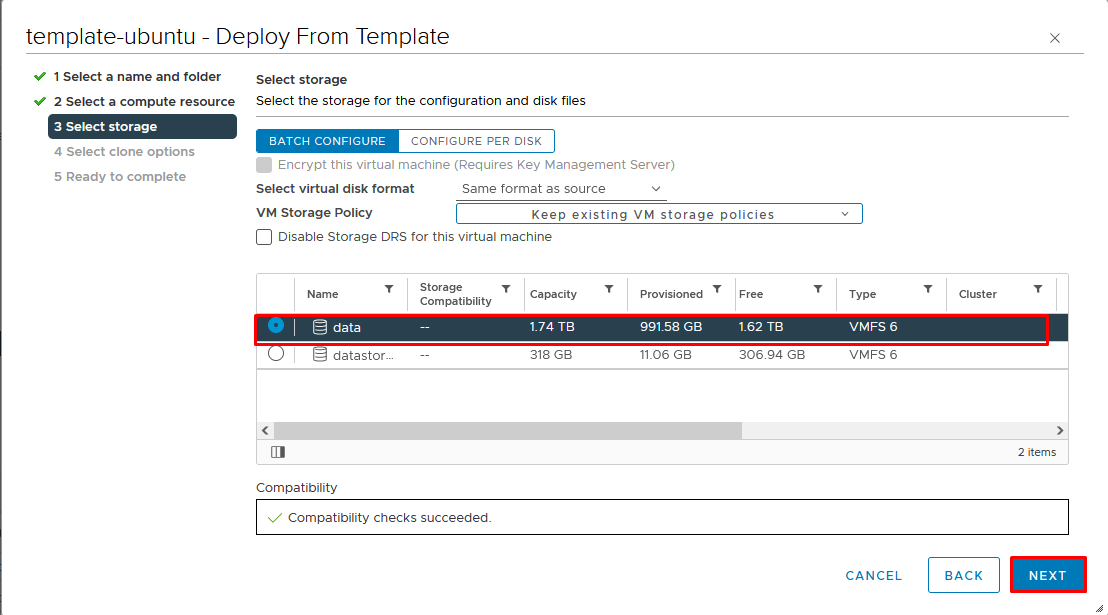 template-ubuntu - Deploy From Template
1 Select a name and folder
2 Select a compute resource
3 Select storage
4 Select clone options
5 Ready to complete
Select storage
Select the storage for the configuration and disk files
BATCH CONFIGURE CONFIGURE PER DISK
Encrypt this virtual machine (Requires Key Management Server)
Select virtual disk format Same format as source
VM Storage Policy Keep existing VM storage policies
Disable Storage DRS for this virtual machine
Name Storage Compatibility Capacity Provisioned Free Type Cluster
data -- 1.74 TB 991.58 GB 1.62 TB VMFS 6
datastor... -- 318 GB 11.06 GB 306.94 GB VMFS 6
2 items
Compatibility
Compatibility checks succeeded.
CANCEL BACK NEXT